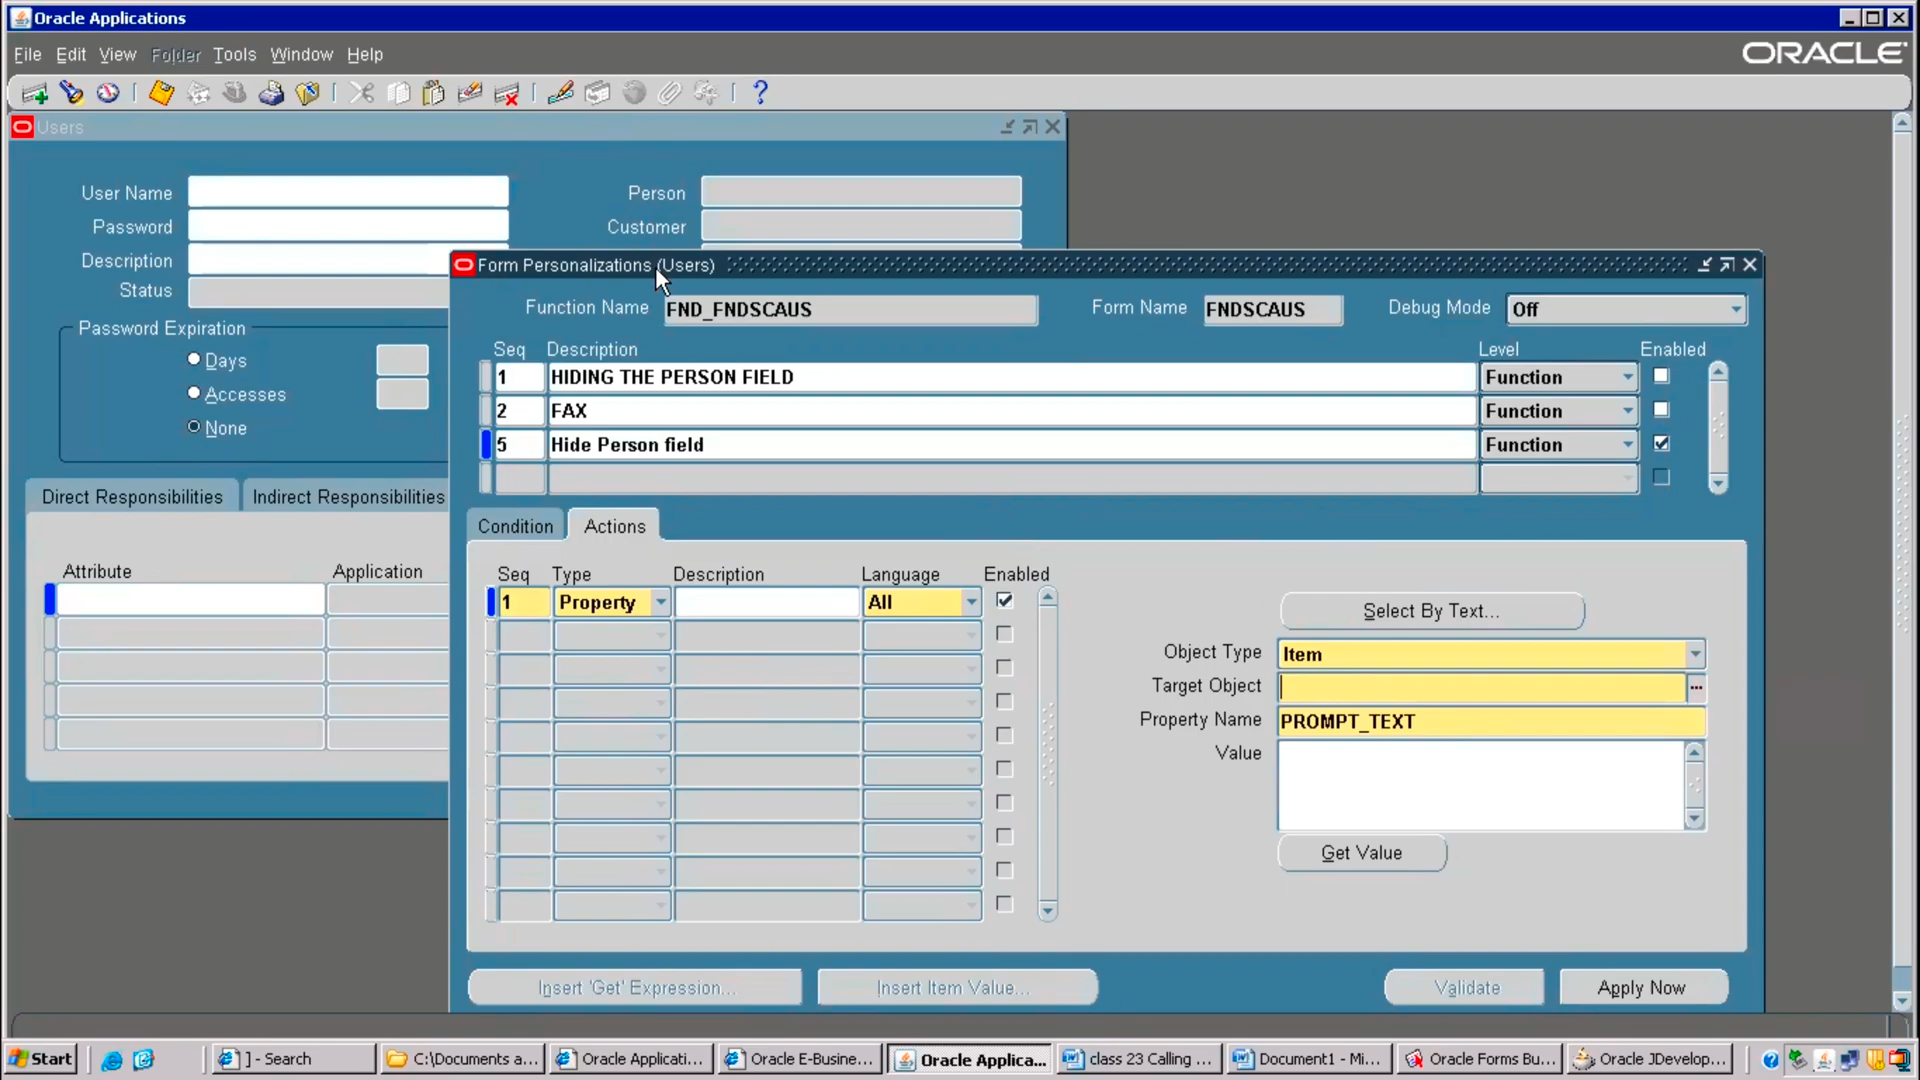 Oracle Applications
File Edit View Folder Tools Window Help
ORACLE
Users
User Name
Person
Password
Customer
Description
Status
Password Expiration
Days
Accesses
None
Direct Responsibilities
Indirect Responsibilities
Attribute
Application
Form Personalizations (Users)
Function Name FND_FNDSCAUS Form Name FNDSCAUS Debug Mode Off
Seq Description Level Enabled
1 HIDING THE PERSON FIELD Function
2 FAX Function
5 Hide Person field Function
Condition Actions
Seq Type Description Language Enabled
1 Property All
Select By Text...
Object Type Item
Target Object
Property Name PROMPT_TEXT
Value
Get Value
Insert 'Get' Expression... Insert Item Value... Validate Apply Now
Start ] - Search C:\Documents a... Oracle Applicati... Oracle E-Busine... Oracle Applica... class 23 Calling ... Document1 - Mi... Oracle Forms Bu... Oracle JDevelop...